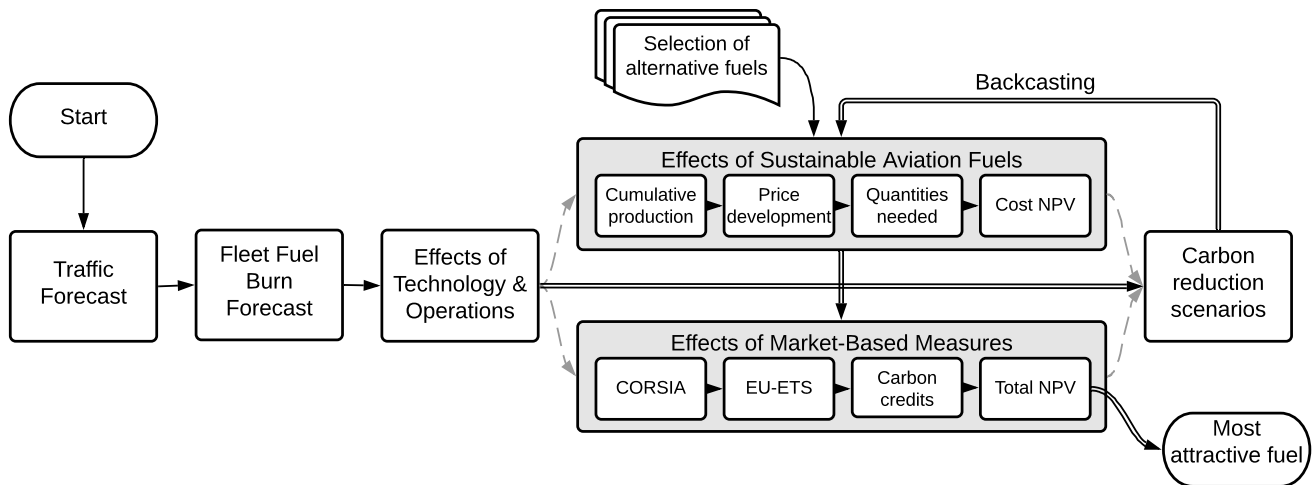 Selection of
alternative fuels
Backcasting
Start
Effects of Sustainable Aviation Fuels
Cumulative
production
Price
development
Quantities
needed
Cost NPV
Traffic
Forecast
Fleet Fuel
Burn
Forecast
Effects of
Technology &
Operations
Carbon
reduction
scenarios
Effects of Market-Based Measures
CORSIA
EU-ETS
Carbon
credits
Total NPV
Most
attractive fuel